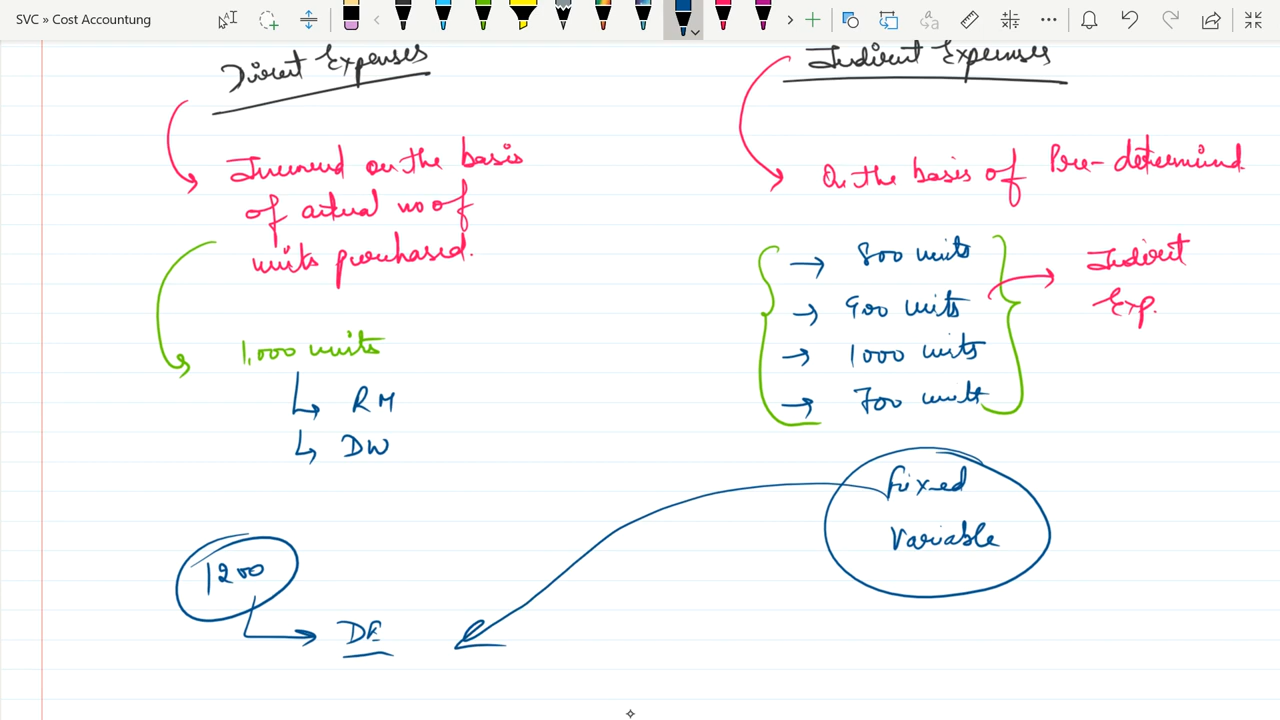 SVC » Cost Accountung
Direct Expenses
Indirect Expenses
Incurred on the basis
of actual no of
units purchased.
1,000 units
RM
DW
1200
DE
On the basis of Pre-determind
800 units
900 units
1000 units
700 units
Indirect
Exp.
Fixed
Variable